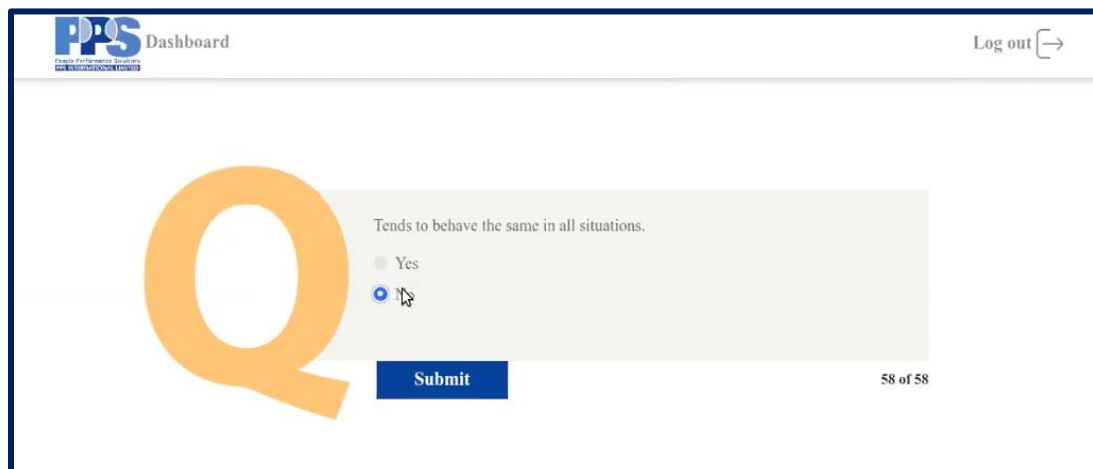 PPS
People Performance Solutions
PPS INTERNATIONAL LIMITED
Dashboard
Log out
Q
Tends to behave the same in all situations.
Yes
No
Submit
58 of 58